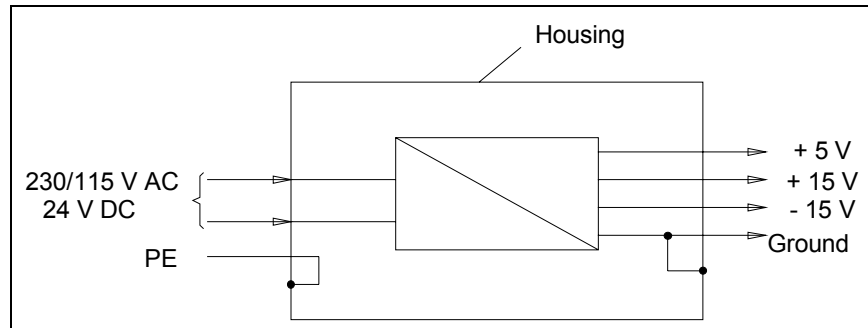 Housing
230/115 V AC
24 V DC
PE
+ 5 V
+ 15 V
- 15 V
Ground